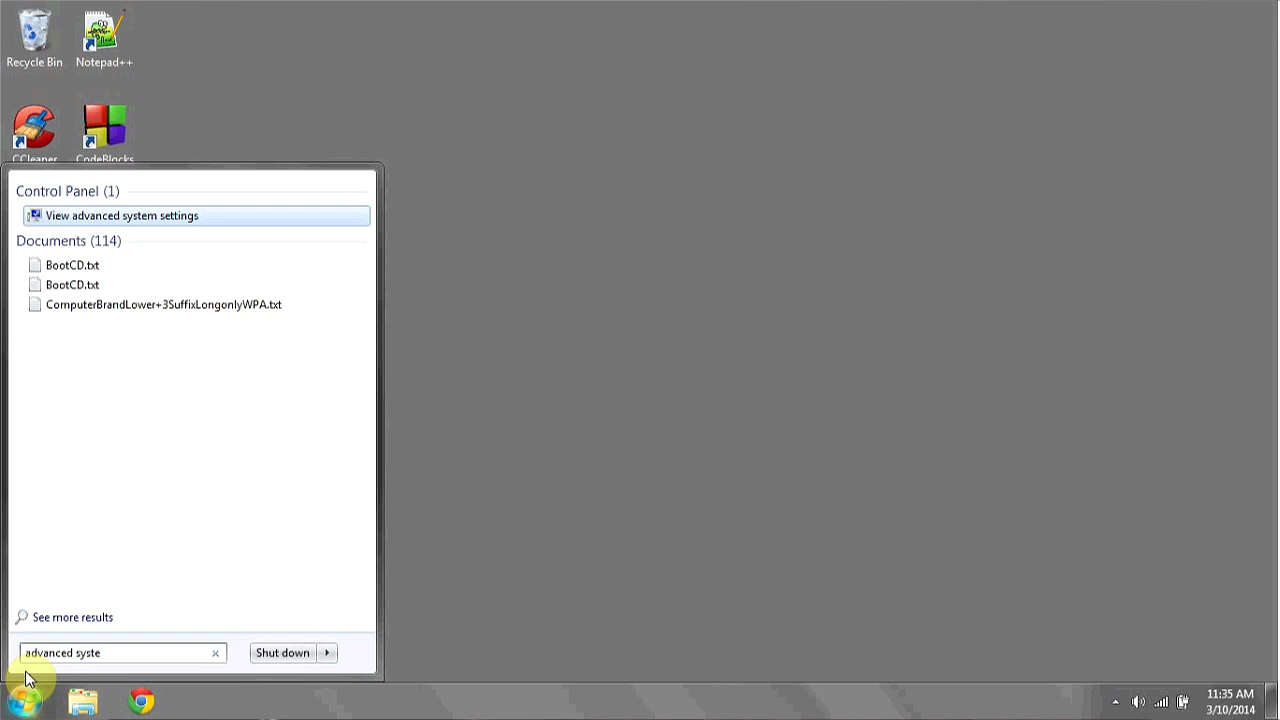 Recycle Bin
Notepad++
CCleaner
CodeBlocks
Control Panel (1)
View advanced system settings
Documents (114)
BootCD.txt
BootCD.txt
ComputerBrandLower+3SuffixLongonlyWPA.txt
See more results
advanced syste
Shut down
11:35 AM
3/10/2014